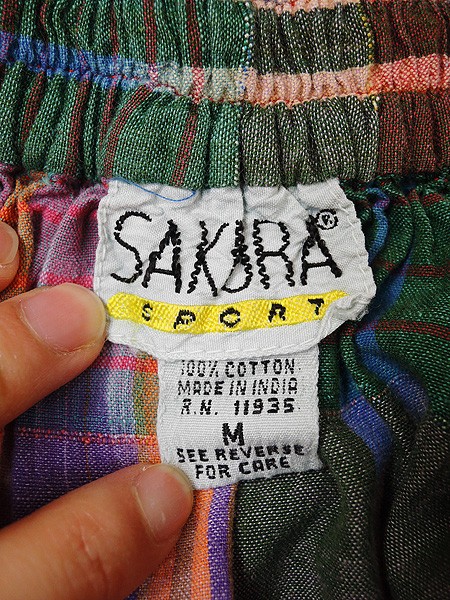 SAKURA®
SPORT
100% COTTON
MADE IN INDIA
R.N. 11935
M
SEE REVERSE
FOR CARE